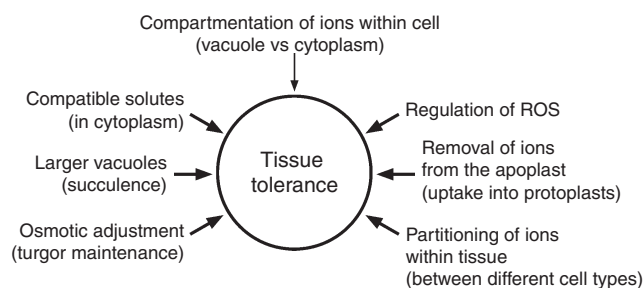 Compartmentation of ions within cell
(vacuole vs cytoplasm)
Compatible solutes
(in cytoplasm)
Larger vacuoles
(succulence)
Osmotic adjustment
(turgor maintenance)
Tissue
tolerance
Regulation of ROS
Removal of ions
from the apoplast
(uptake into protoplasts)
Partitioning of ions
within tissue
(between different cell types)